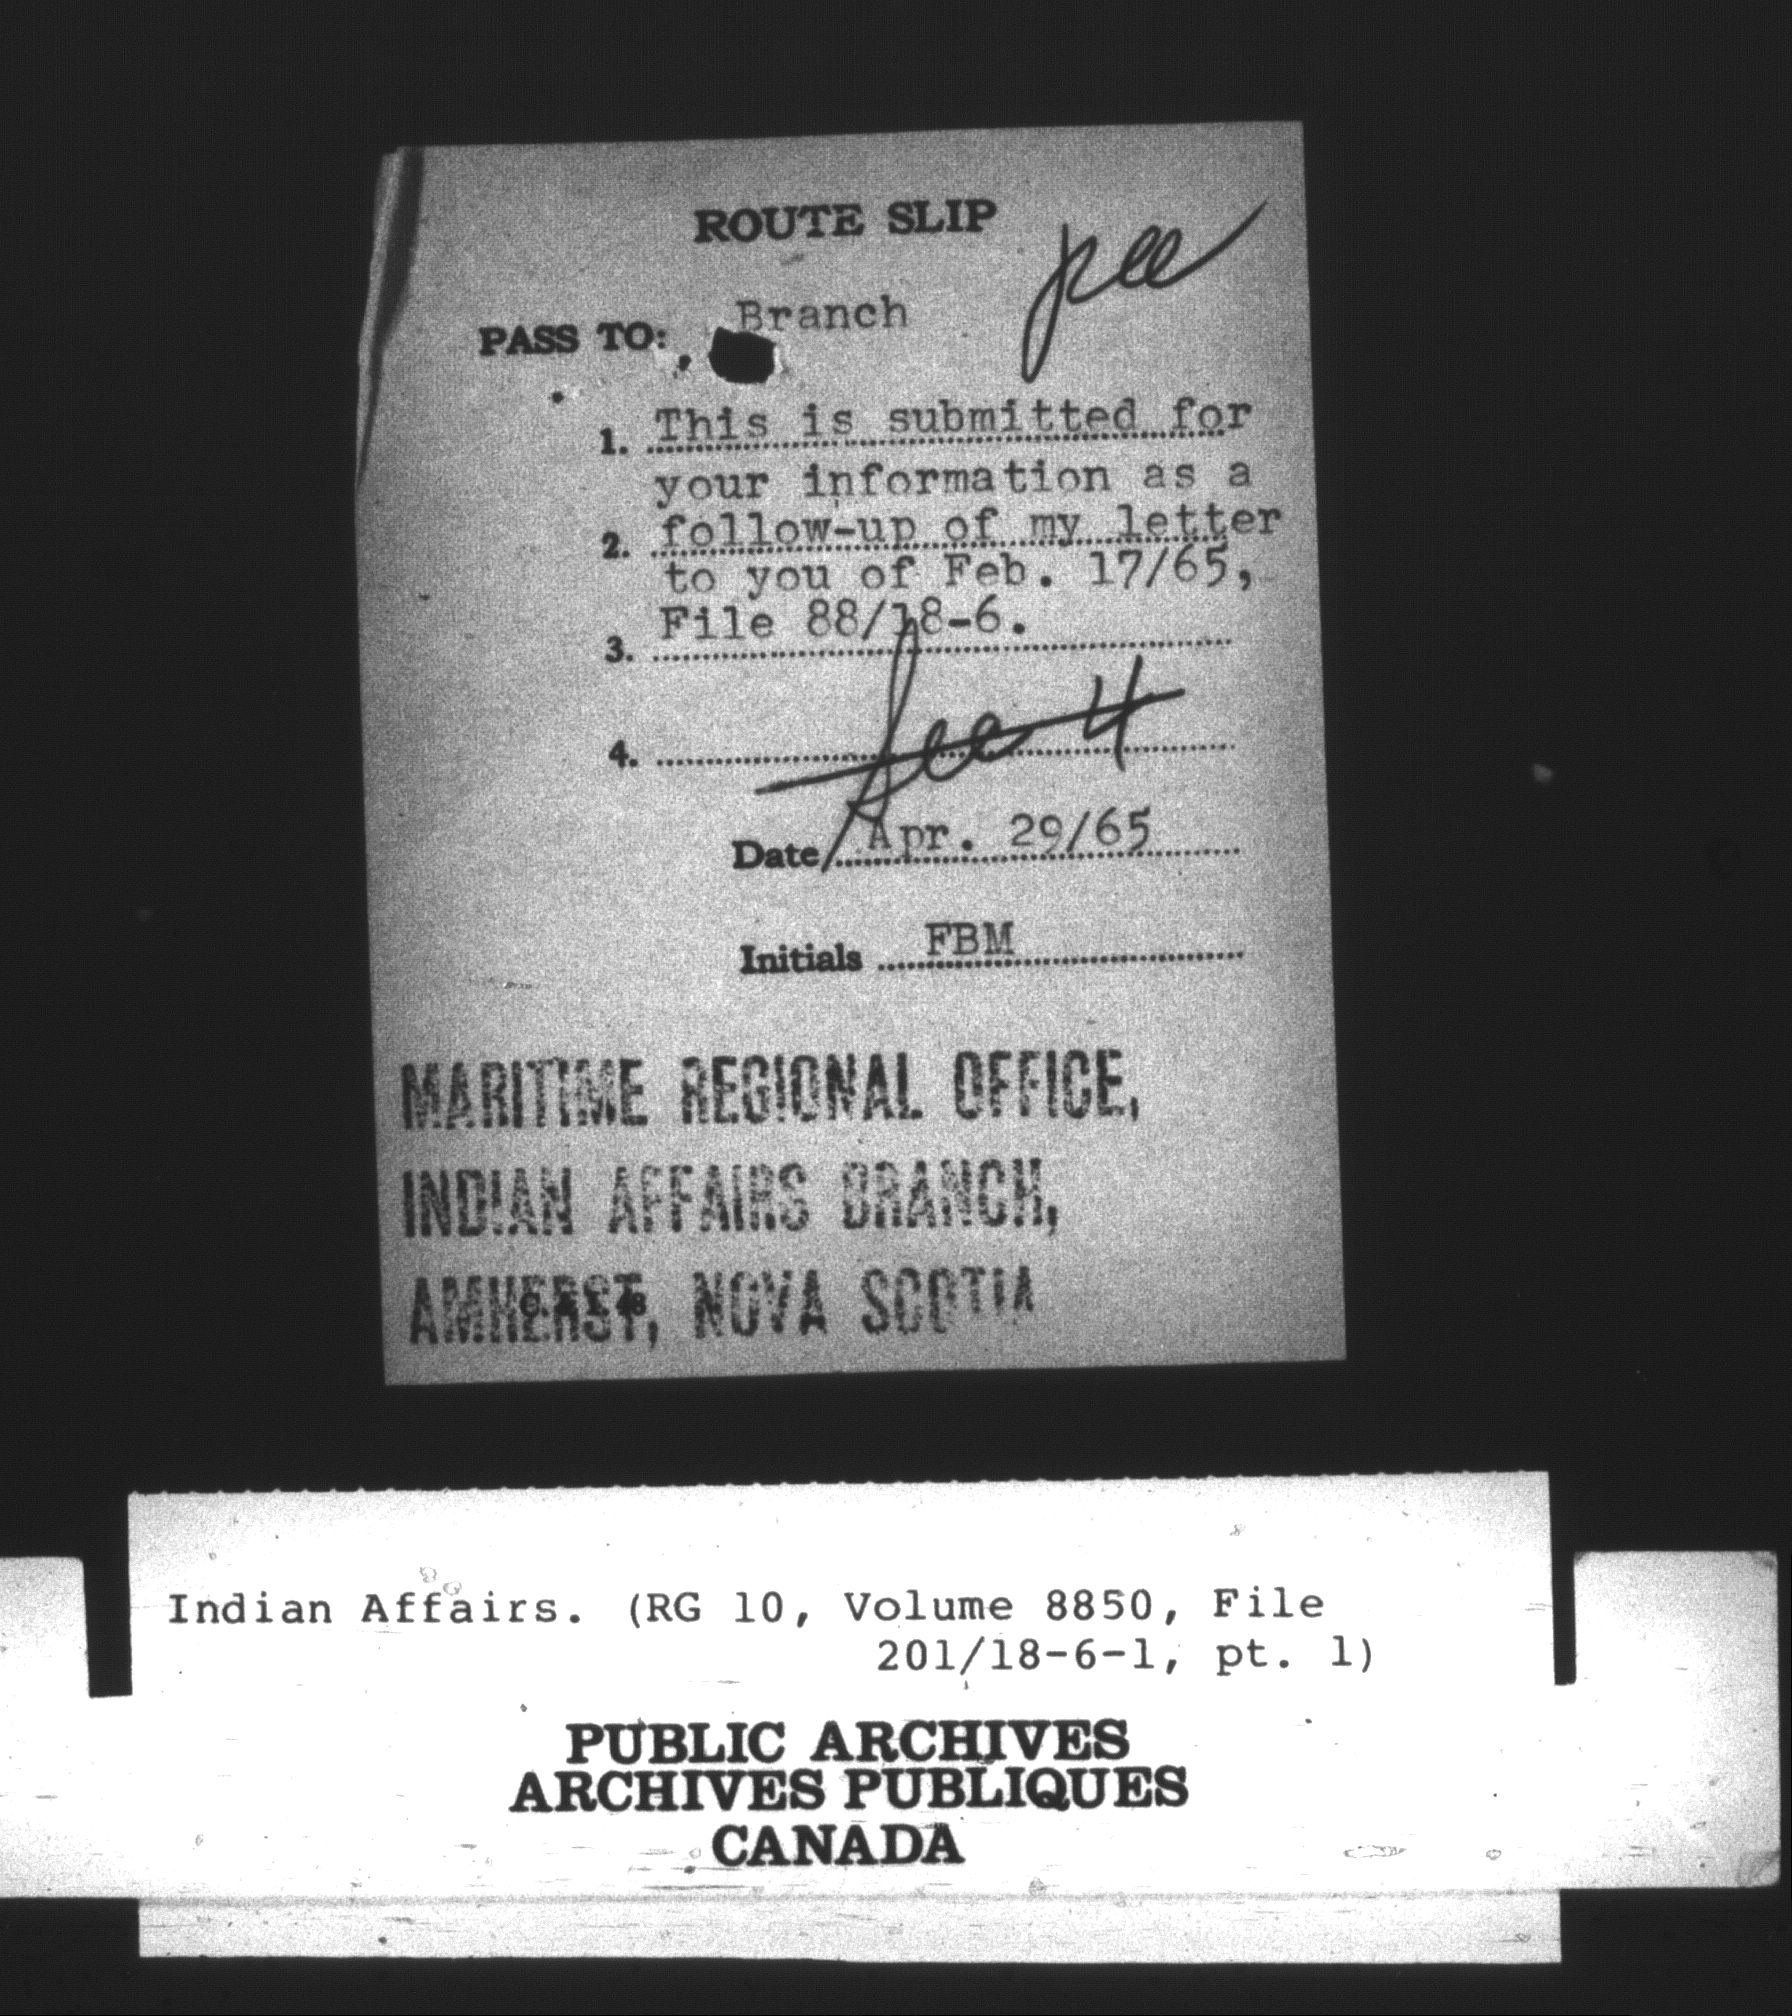 ROUTE SLIP
PASS TO: Branch
1. This is submitted for
your information as a
2. follow-up of my letter
to you of Feb. 17/65,
3. File 88/18-6.
4. See 4
Date Apr. 29/65
Initials FBM
MARITIME REGIONAL OFFICE,
INDIAN AFFAIRS BRANCH,
AMHERST, NOVA SCOTIA
Indian Affairs. (RG 10, Volume 8850, File
201/18-6-1, pt. 1)
PUBLIC ARCHIVES
ARCHIVES PUBLIQUES
CANADA